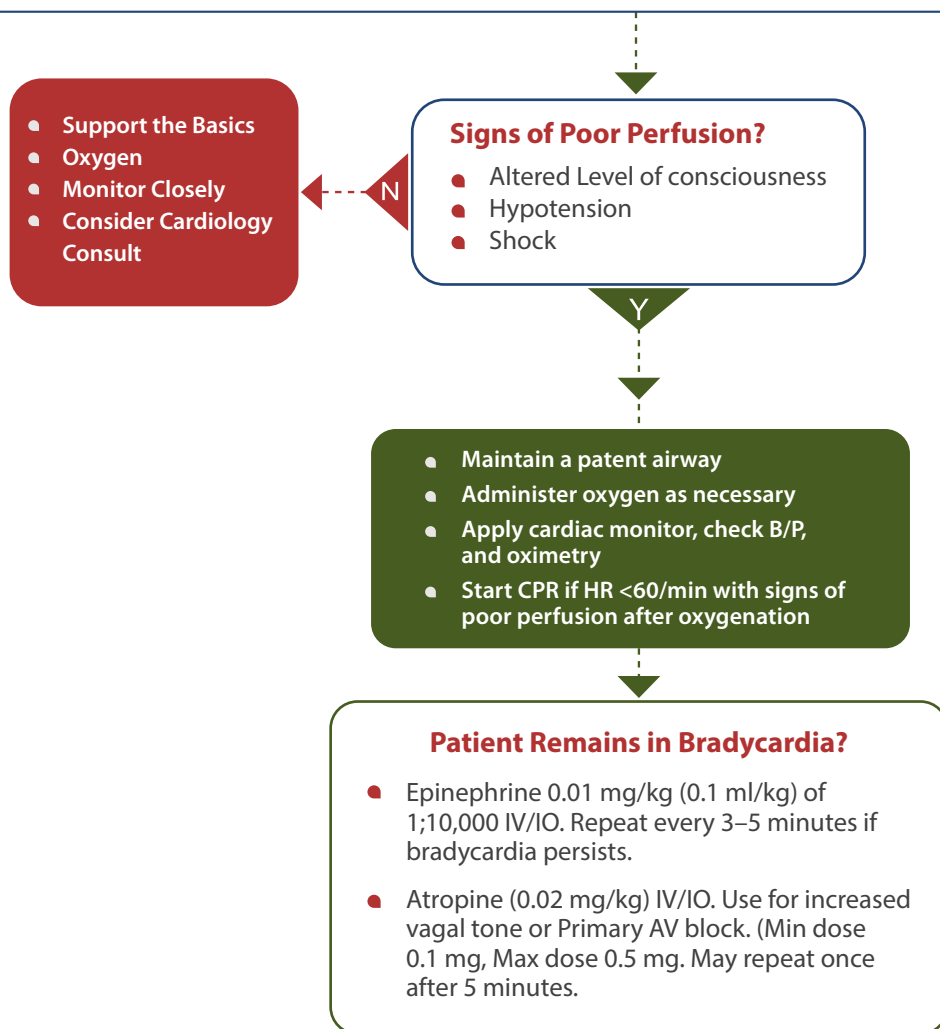 Support the Basics
Oxygen
Monitor Closely
Consider Cardiology
Consult
N
Signs of Poor Perfusion?
Altered Level of consciousness
Hypotension
Shock
Y
Maintain a patent airway
Administer oxygen as necessary
Apply cardiac monitor, check B/P,
and oximetry
Start CPR if HR <60/min with signs of
poor perfusion after oxygenation
Patient Remains in Bradycardia?
Epinephrine 0.01 mg/kg (0.1 ml/kg) of
1;10,000 IV/IO. Repeat every 3–5 minutes if
bradycardia persists.
Atropine (0.02 mg/kg) IV/IO. Use for increased
vagal tone or Primary AV block. (Min dose
0.1 mg, Max dose 0.5 mg. May repeat once
after 5 minutes.